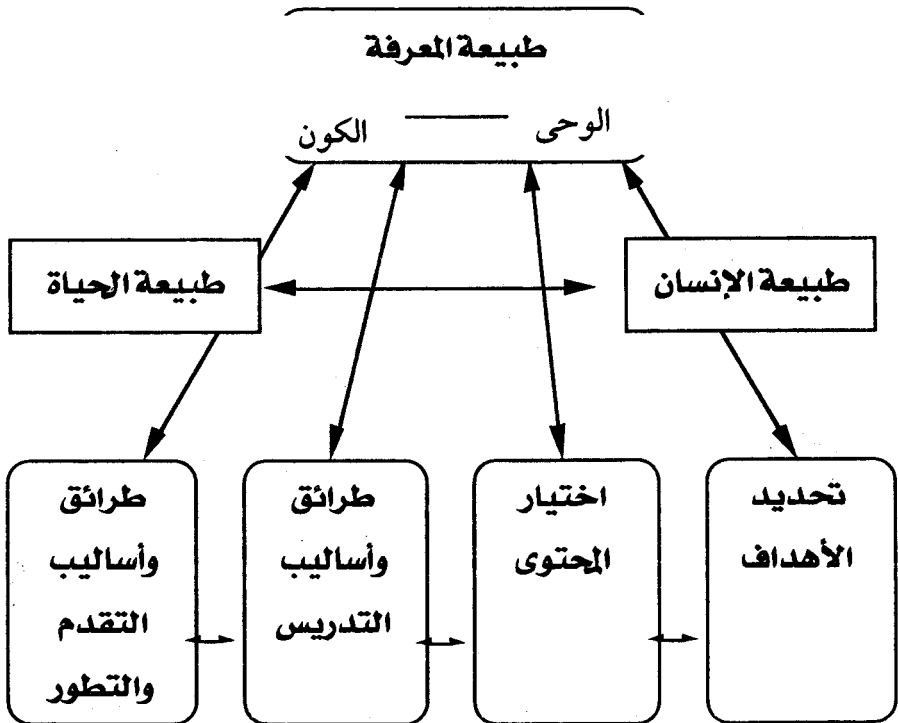 طبيعة المعرفة
الوحى ـــــ الكون
طبيعة الإنسان
طبيعة الحياة
تحديد
الأهداف
اختيار
المحتوى
طرائق
وأساليب
التدريس
طرائق
وأساليب
التقدم
والتطور